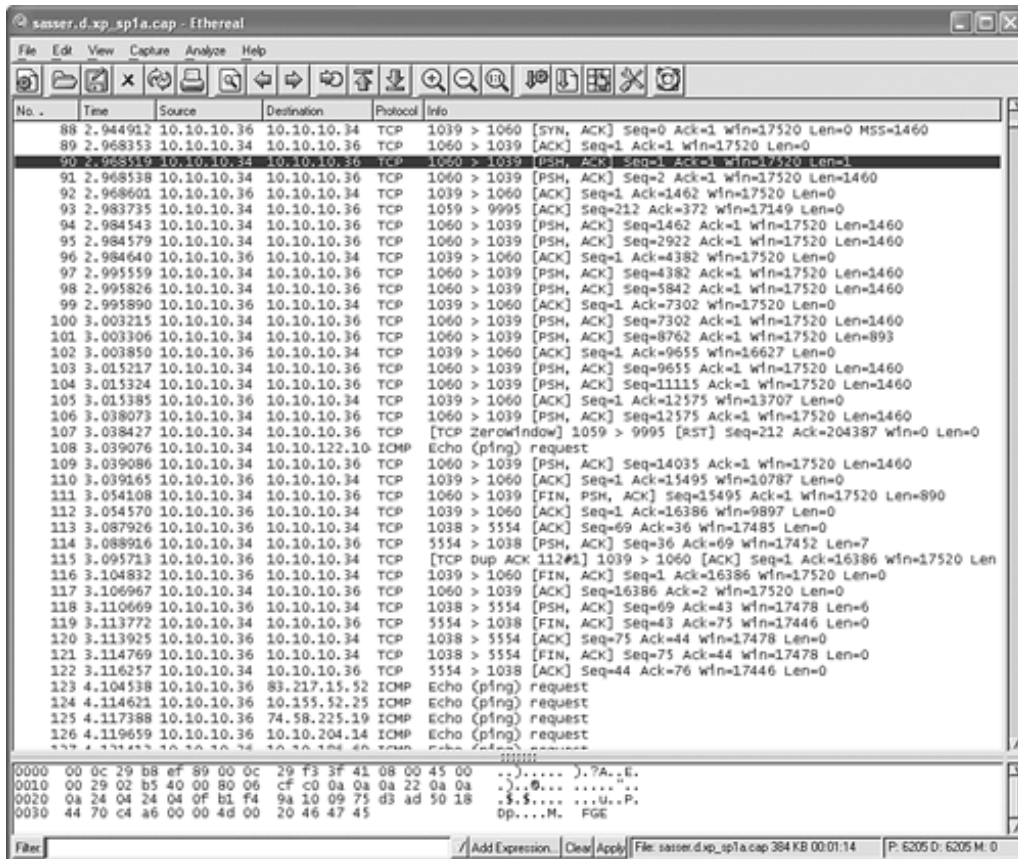 sasser.d.xp_sp1a.cap - Ethereal
File Edit View Capture Analyze Help
No. . Time Source Destination Protocol Info
88 2.944912 10.10.10.36 10.10.10.34 TCP 1039 > 1060 [SYN, ACK] Seq=0 Ack=1 Win=17520 Len=0 MSS=1460
89 2.968353 10.10.10.34 10.10.10.36 TCP 1060 > 1039 [ACK] Seq=1 Ack=1 Win=17520 Len=0
90 2.968519 10.10.10.34 10.10.10.36 TCP 1060 > 1039 [PSH, ACK] Seq=1 Ack=1 Win=17520 Len=1
91 2.968538 10.10.10.34 10.10.10.36 TCP 1060 > 1039 [PSH, ACK] Seq=2 Ack=1 Win=17520 Len=1460
92 2.968601 10.10.10.36 10.10.10.34 TCP 1039 > 1060 [ACK] Seq=1 Ack=1462 Win=17520 Len=0
93 2.983735 10.10.10.34 10.10.10.36 TCP 1059 > 9995 [ACK] Seq=212 Ack=372 Win=17149 Len=0
94 2.984543 10.10.10.34 10.10.10.36 TCP 1060 > 1039 [PSH, ACK] Seq=1462 Ack=1 Win=17520 Len=1460
95 2.984579 10.10.10.34 10.10.10.36 TCP 1060 > 1039 [PSH, ACK] Seq=2922 Ack=1 Win=17520 Len=1460
96 2.984640 10.10.10.36 10.10.10.34 TCP 1039 > 1060 [ACK] Seq=1 Ack=4382 Win=17520 Len=0
97 2.995559 10.10.10.34 10.10.10.36 TCP 1060 > 1039 [PSH, ACK] Seq=4382 Ack=1 Win=17520 Len=1460
98 2.995826 10.10.10.34 10.10.10.36 TCP 1060 > 1039 [PSH, ACK] Seq=5842 Ack=1 Win=17520 Len=1460
99 2.995890 10.10.10.36 10.10.10.34 TCP 1039 > 1060 [ACK] Seq=1 Ack=7302 Win=17520 Len=0
100 3.003215 10.10.10.34 10.10.10.36 TCP 1060 > 1039 [PSH, ACK] Seq=7302 Ack=1 Win=17520 Len=1460
101 3.003306 10.10.10.34 10.10.10.36 TCP 1060 > 1039 [PSH, ACK] Seq=8762 Ack=1 Win=17520 Len=893
102 3.003850 10.10.10.36 10.10.10.34 TCP 1039 > 1060 [ACK] Seq=1 Ack=9655 Win=16627 Len=0
103 3.015217 10.10.10.34 10.10.10.36 TCP 1060 > 1039 [PSH, ACK] Seq=9655 Ack=1 Win=17520 Len=1460
104 3.015324 10.10.10.34 10.10.10.36 TCP 1060 > 1039 [PSH, ACK] Seq=11115 Ack=1 Win=17520 Len=1460
105 3.015385 10.10.10.36 10.10.10.34 TCP 1039 > 1060 [ACK] Seq=1 Ack=12575 Win=13707 Len=0
106 3.038073 10.10.10.34 10.10.10.36 TCP 1060 > 1039 [PSH, ACK] Seq=12575 Ack=1 Win=17520 Len=1460
107 3.038427 10.10.10.34 10.10.10.36 TCP [TCP ZeroWindow] 1059 > 9995 [RST] Seq=212 Ack=204387 Win=0 Len=0
108 3.039076 10.10.10.34 10.10.122.10 ICMP Echo (ping) request
109 3.039086 10.10.10.34 10.10.10.36 TCP 1060 > 1039 [PSH, ACK] Seq=14035 Ack=1 Win=17520 Len=1460
110 3.039165 10.10.10.36 10.10.10.34 TCP 1039 > 1060 [ACK] Seq=1 Ack=15495 Win=10787 Len=0
111 3.054108 10.10.10.34 10.10.10.36 TCP 1060 > 1039 [FIN, PSH, ACK] Seq=15495 Ack=1 Win=17520 Len=890
112 3.054570 10.10.10.36 10.10.10.34 TCP 1039 > 1060 [ACK] Seq=1 Ack=16386 Win=9897 Len=0
113 3.087926 10.10.10.34 10.10.10.36 TCP 1038 > 5554 [ACK] Seq=69 Ack=36 Win=17485 Len=0
114 3.088916 10.10.10.34 10.10.10.36 TCP 5554 > 1038 [PSH, ACK] Seq=36 Ack=69 Win=17452 Len=7
115 3.095713 10.10.10.36 10.10.10.34 TCP [TCP Dup ACK 112#1] 1039 > 1060 [ACK] Seq=1 Ack=16386 Win=17520 Len
116 3.104832 10.10.10.36 10.10.10.34 TCP 1039 > 1060 [FIN, ACK] Seq=1 Ack=16386 Win=17520 Len=0
117 3.106967 10.10.10.34 10.10.10.36 TCP 1060 > 1039 [ACK] Seq=16386 Ack=2 Win=17520 Len=0
118 3.110669 10.10.10.36 10.10.10.34 TCP 1038 > 5554 [PSH, ACK] Seq=69 Ack=43 Win=17478 Len=6
119 3.113772 10.10.10.34 10.10.10.36 TCP 5554 > 1038 [FIN, ACK] Seq=43 Ack=75 Win=17446 Len=0
120 3.113925 10.10.10.36 10.10.10.34 TCP 1038 > 5554 [ACK] Seq=75 Ack=44 Win=17478 Len=0
121 3.114769 10.10.10.36 10.10.10.34 TCP 1038 > 5554 [FIN, ACK] Seq=75 Ack=44 Win=17478 Len=0
122 3.116257 10.10.10.34 10.10.10.36 TCP 5554 > 1038 [ACK] Seq=44 Ack=76 Win=17446 Len=0
123 4.104538 10.10.10.36 83.217.15.52 ICMP Echo (ping) request
124 4.114621 10.10.10.36 10.155.52.25 ICMP Echo (ping) request
125 4.117388 10.10.10.36 74.58.225.19 ICMP Echo (ping) request
126 4.119659 10.10.10.36 10.10.204.14 ICMP Echo (ping) request
0000 00 0c 29 b8 ef 89 00 0c 29 f3 3f 41 08 00 45 00 ..)..... ).?A..E.
0010 00 29 02 b5 40 00 80 06 cf c0 0a 0a 0a 22 0a 0a .)..@... .....".. 
0020 0a 24 04 24 04 0f b1 f4 9a 10 09 75 d3 ad 50 18 .$.$.... ...u..P.
0030 44 70 c4 a6 00 00 4d 00 20 46 47 45 Dp....M. FGE
Filter: / Add Expression... Clear Apply File: sasser.d.xp_sp1a.cap 384 KB 00:01:14 P: 6205 D: 6205 M: 0